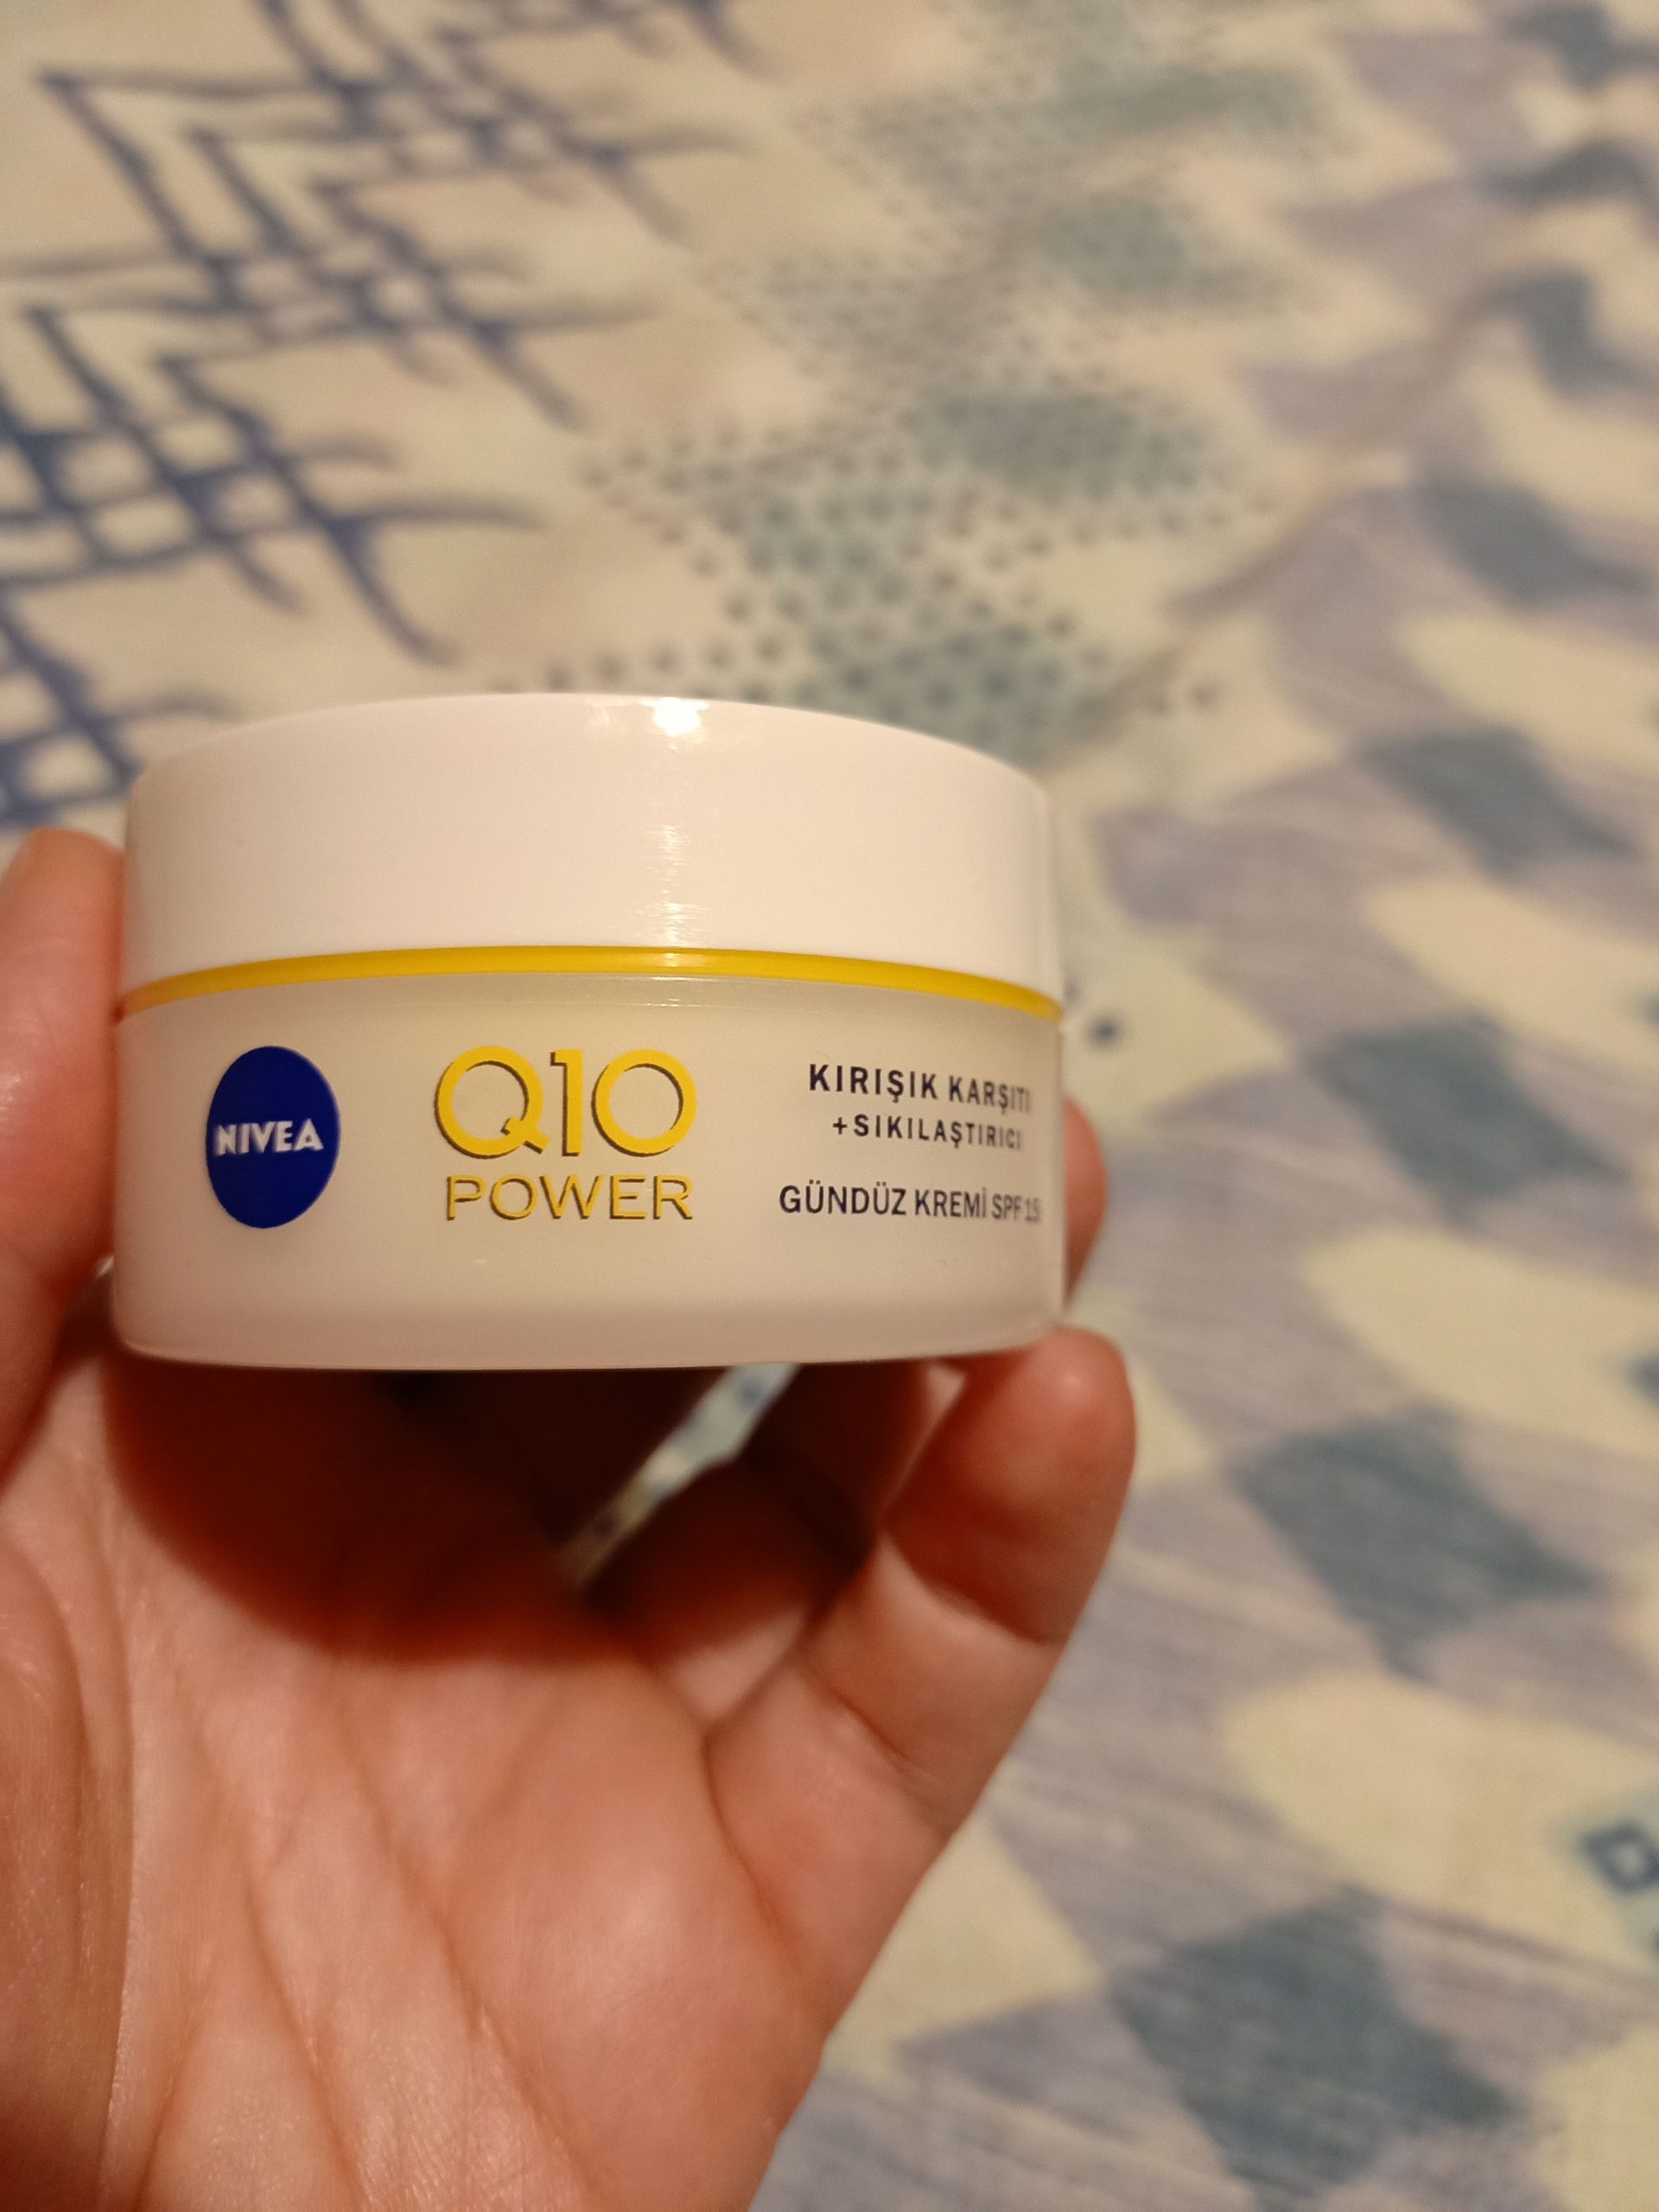 NIVEA
Q10
POWER
KIRIŞIK KARŞITI
+SIKILAŞTIRICI
GÜNDÜZ KREMİ SPF 15